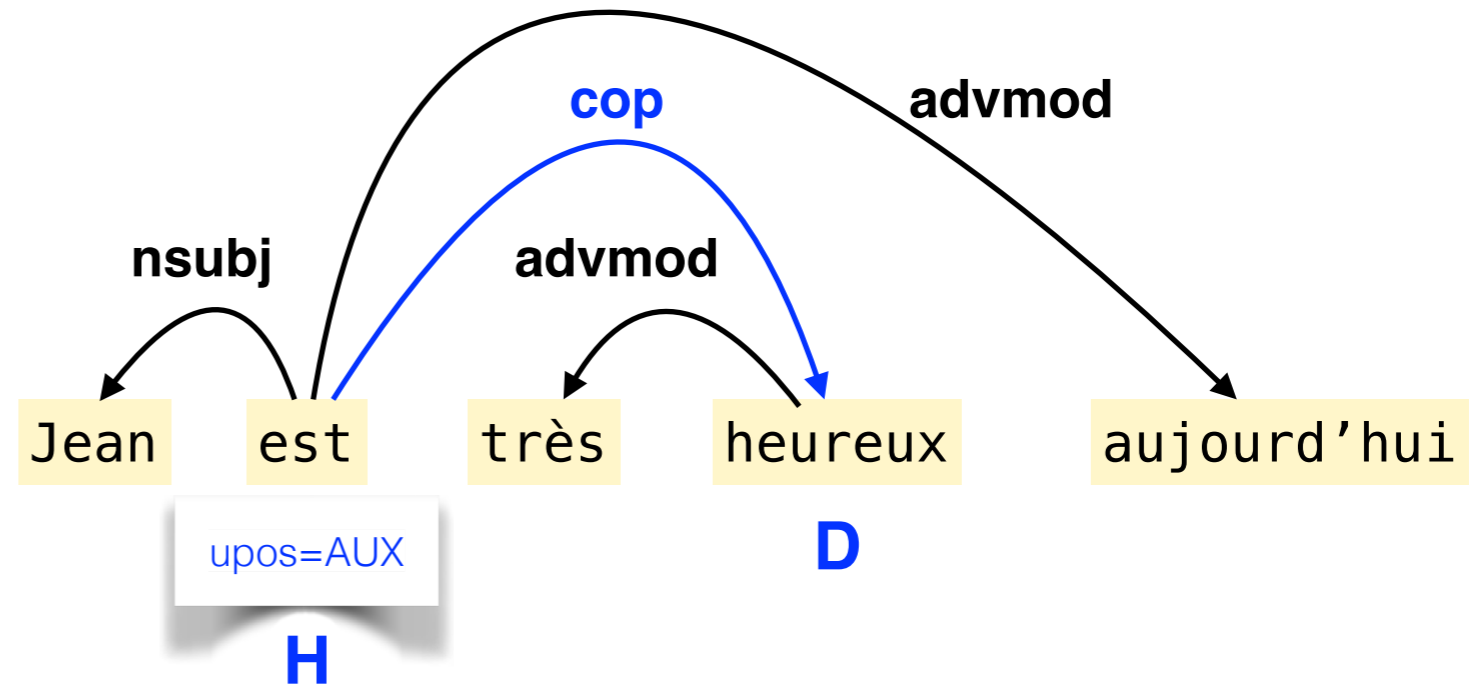 cop
advmod
nsubj
advmod
Jean est très heureux aujourd’hui
upos=AUX
D
H